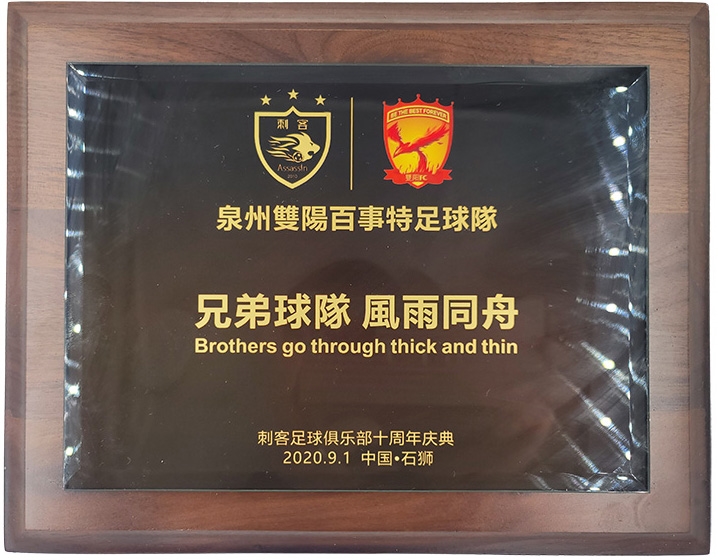 刺客
Assassin
BE THE BEST FOREVER
雙陽FC
泉州雙陽百事特足球隊
兄弟球隊 風雨同舟
Brothers go through thick and thin
刺客足球俱乐部十周年庆典
2020.9.1 中国•石狮